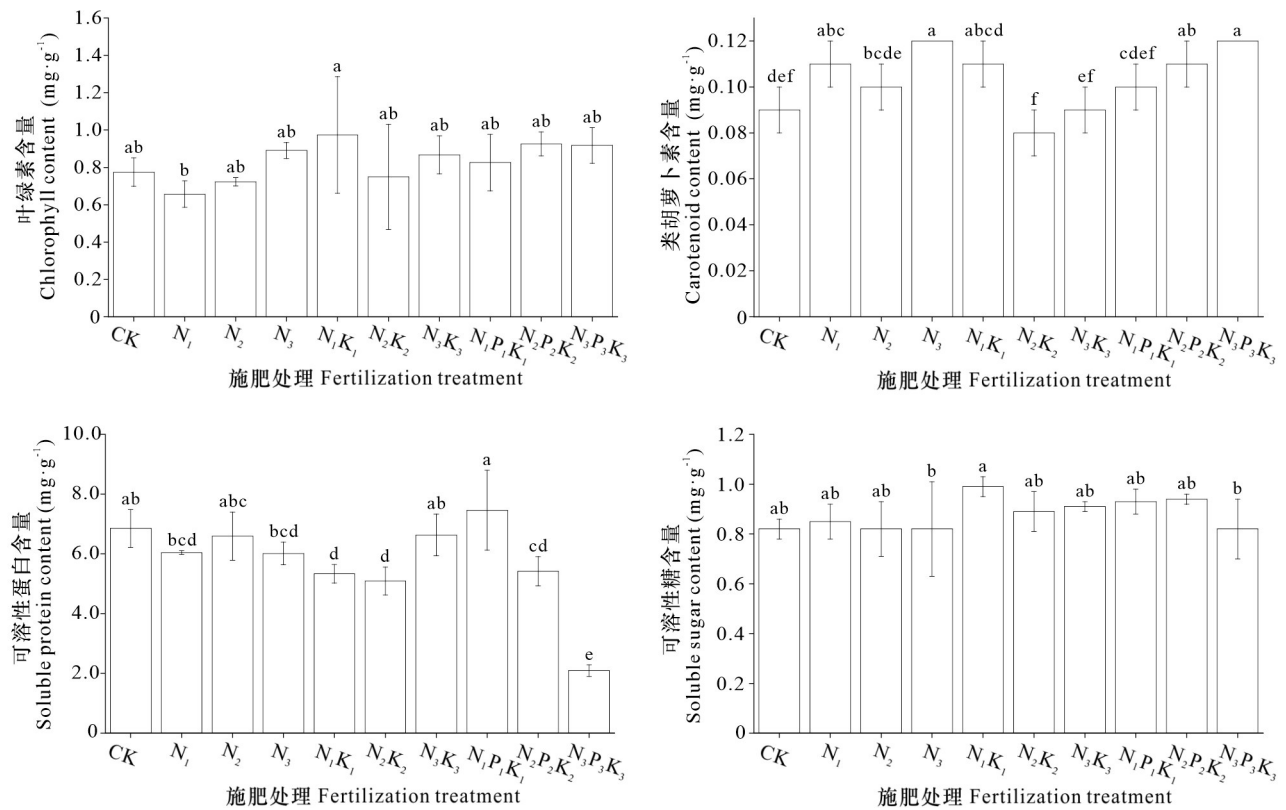 叶绿素含量
Chlorophyll content (mg·g⁻¹)
1.6
1.4
1.2
1.0
0.8
0.6
0.4
0.2
0
ab
b
ab
ab
a
ab
ab
ab
ab
ab
CK
N₁
N₂
N₃
N₁K₁
N₂K₂
N₃K₃
N₁P₁K₁
N₂P₂K₂
N₃P₃K₃
施肥处理 Fertilization treatment
类胡萝卜素含量
Carotenoid content (mg·g⁻¹)
0.12
0.10
0.08
0.06
0.04
0.02
0
def
abc
bcde
a
abcd
f
ef
cdef
ab
a
CK
N₁
N₂
N₃
N₁K₁
N₂K₂
N₃K₃
N₁P₁K₁
N₂P₂K₂
N₃P₃K₃
施肥处理 Fertilization treatment
可溶性蛋白含量
Soluble protein content (mg·g⁻¹)
10.0
8.0
6.0
4.0
2.0
0
ab
bcd
abc
bcd
d
d
ab
a
cd
e
CK
N₁
N₂
N₃
N₁K₁
N₂K₂
N₃K₃
N₁P₁K₁
N₂P₂K₂
N₃P₃K₃
施肥处理 Fertilization treatment
可溶性糖含量
Soluble sugar content (mg·g⁻¹)
1.2
1.0
0.8
0.6
0.4
0.2
0
ab
ab
ab
b
a
ab
ab
ab
ab
b
CK
N₁
N₂
N₃
N₁K₁
N₂K₂
N₃K₃
N₁P₁K₁
N₂P₂K₂
N₃P₃K₃
施肥处理 Fertilization treatment